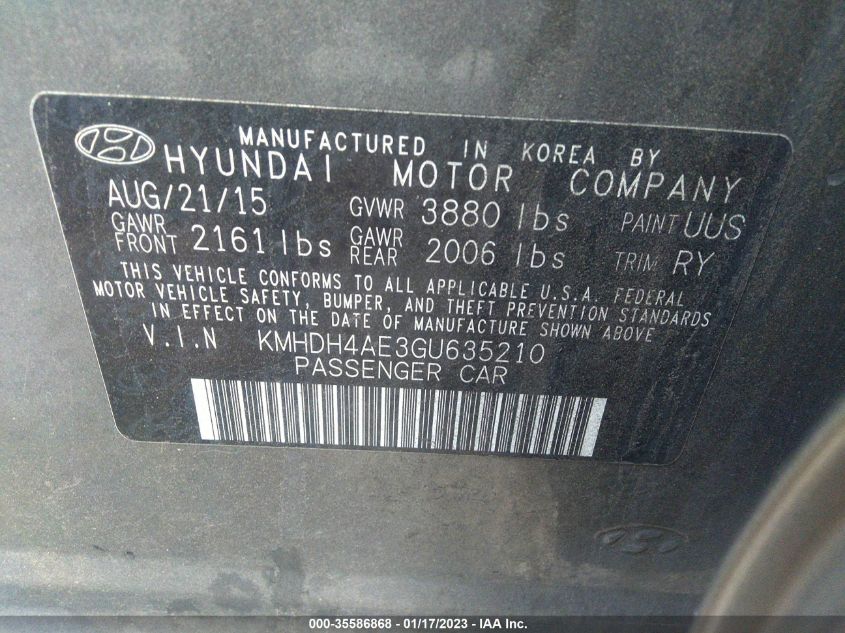 MANUFACTURED IN KOREA BY
HYUNDAI MOTOR COMPANY
AUG/21/15 GVWR 3880 lbs PAINT UUS
GAWR FRONT 2161 lbs GAWR REAR 2006 lbs TRIM RY
THIS VEHICLE CONFORMS TO ALL APPLICABLE U.S.A. FEDERAL
MOTOR VEHICLE SAFETY, BUMPER, AND THEFT PREVENTION STANDARDS
IN EFFECT ON THE DATE OF MANUFACTURE SHOWN ABOVE
V.I.N KMHDH4AE3GU635210
PASSENGER CAR
000-35586868 - 01/17/2023 - IAA Inc.